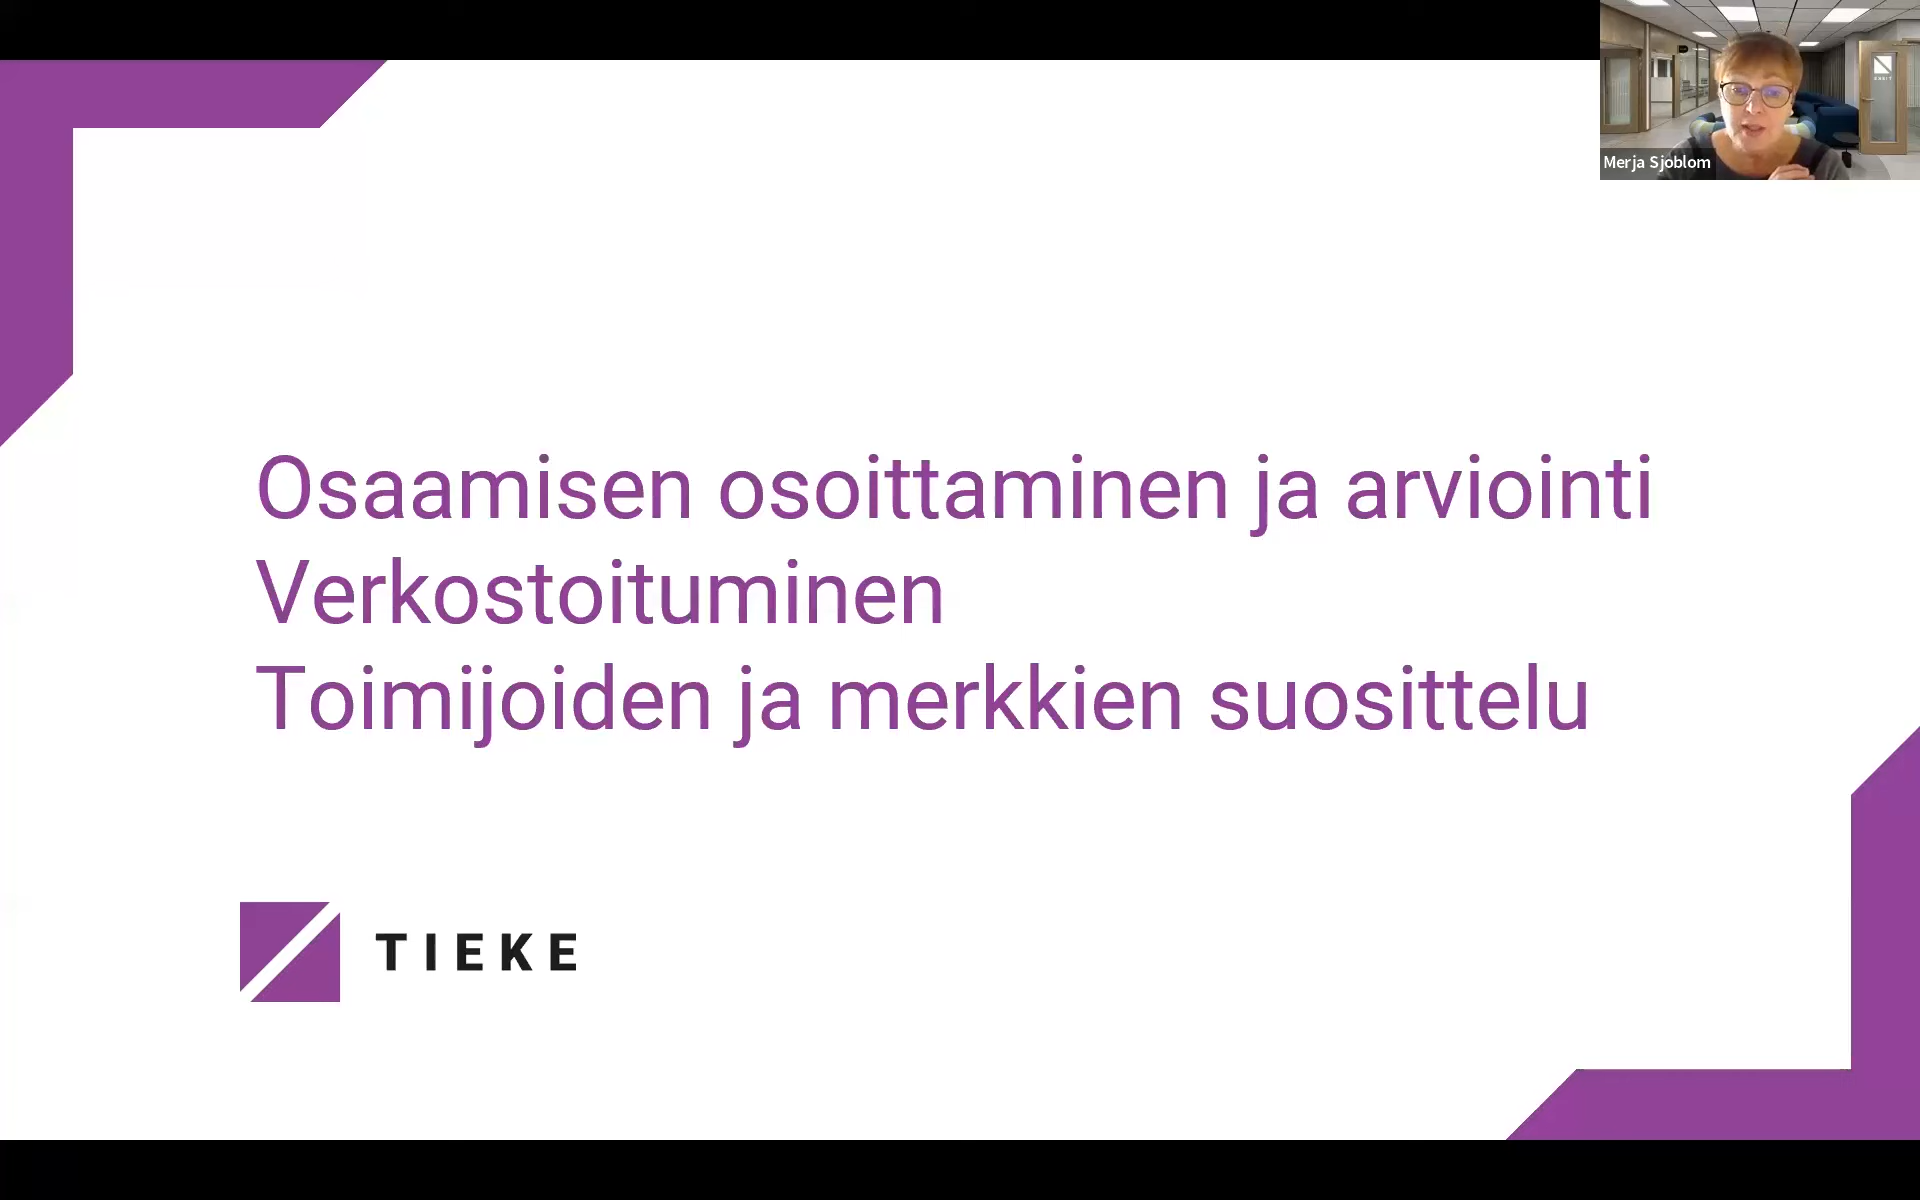 Merja Sjoblom
Osaamisen osoittaminen ja arviointi
Verkostoituminen
Toimijoiden ja merkkien suosittelu
TIEKE